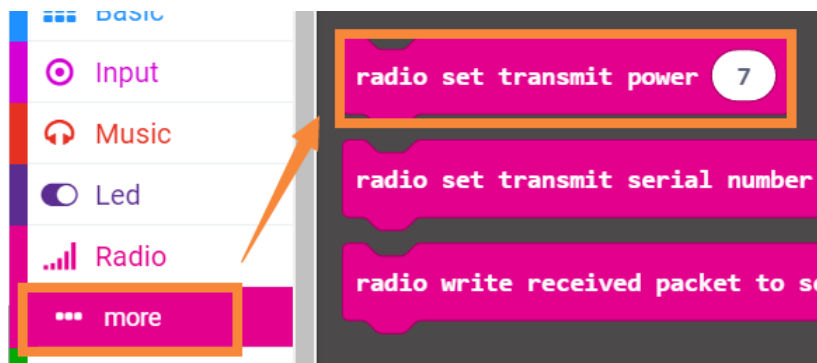 Basic
Input
Music
Led
Radio
more
radio set transmit power 7
radio set transmit serial number
radio write received packet to